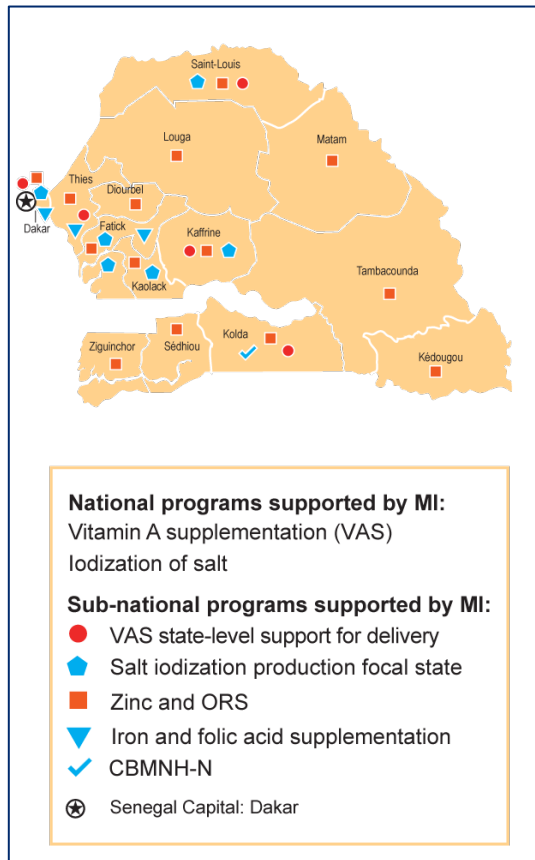 Saint-Louis
Louga
Matam
Thies
Diourbel
Dakar
Fatick
Kaffrine
Kaolack
Tambacounda
Ziguinchor
Sédhiou
Kolda
Kédougou
National programs supported by MI:
Vitamin A supplementation (VAS)
Iodization of salt
Sub-national programs supported by MI:
VAS state-level support for delivery
Salt iodization production focal state
Zinc and ORS
Iron and folic acid supplementation
CBMNH-N
Senegal Capital: Dakar